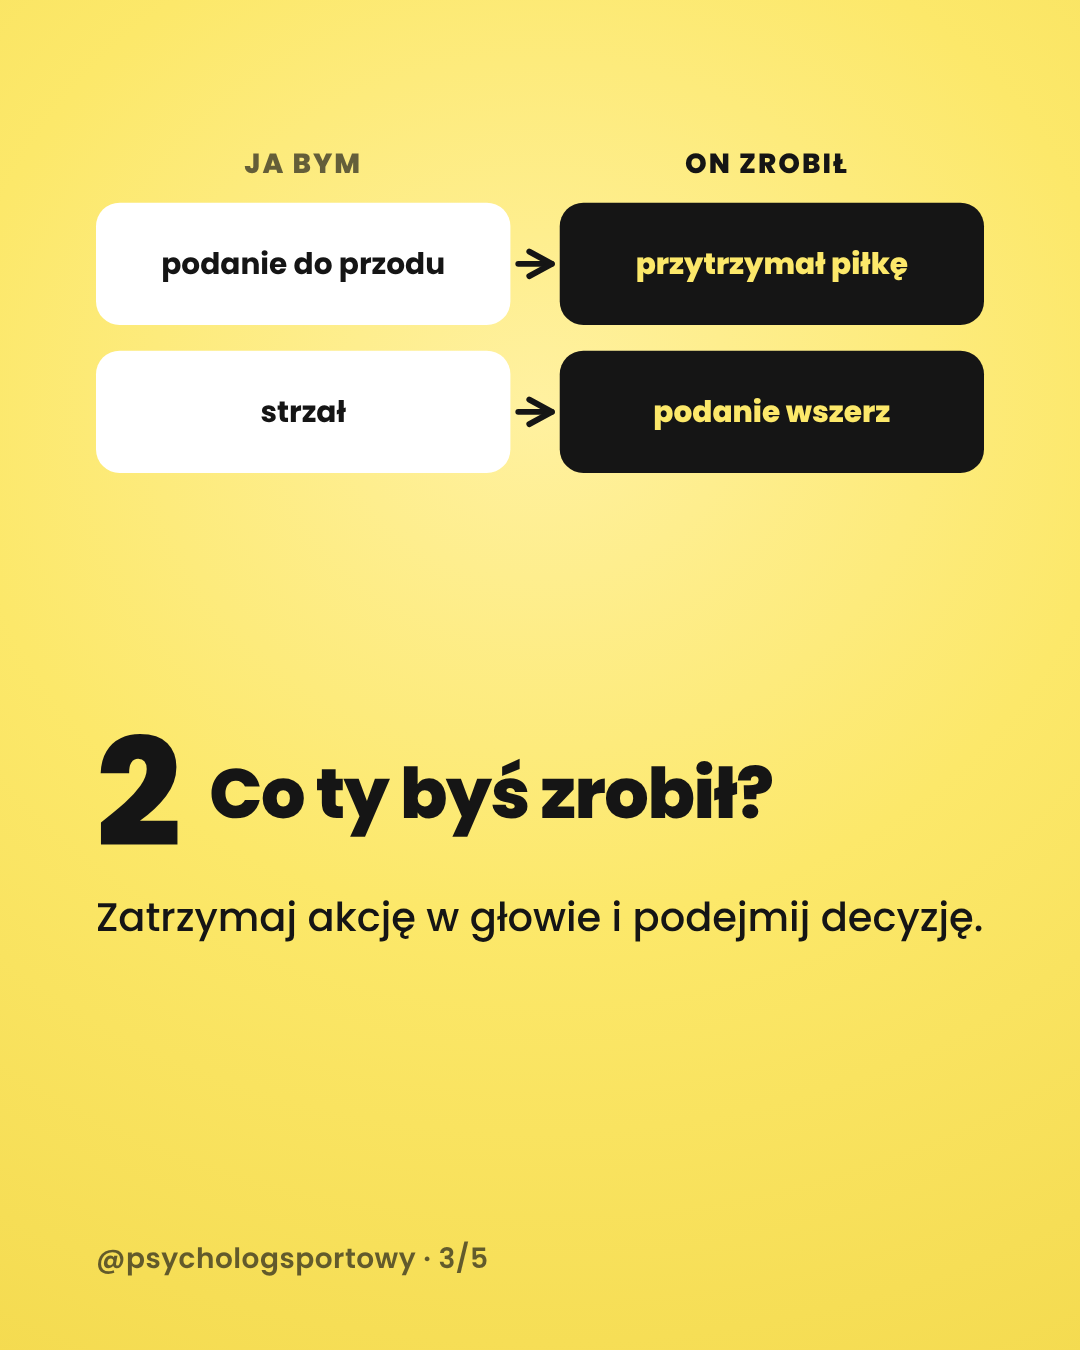 JA BYM
ON ZROBIŁ
podanie do przodu
przytrzymał piłkę
strzał
podanie wszerz
2 Co ty byś zrobił?
Zatrzymaj akcję w głowie i podejmij decyzję.
@psychologsportowy · 3/5